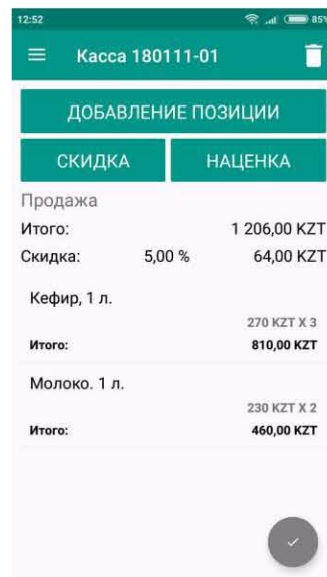 12:52 85%
Касса 180111-01
ДОБАВЛЕНИЕ ПОЗИЦИИ
СКИДКА НАЦЕНКА
Продажа
Итого: 1 206,00 KZT
Скидка: 5,00 % 64,00 KZT
Кефир, 1 л.
270 KZT X 3
Итого: 810,00 KZT
Молоко. 1 л.
230 KZT X 2
Итого: 460,00 KZT